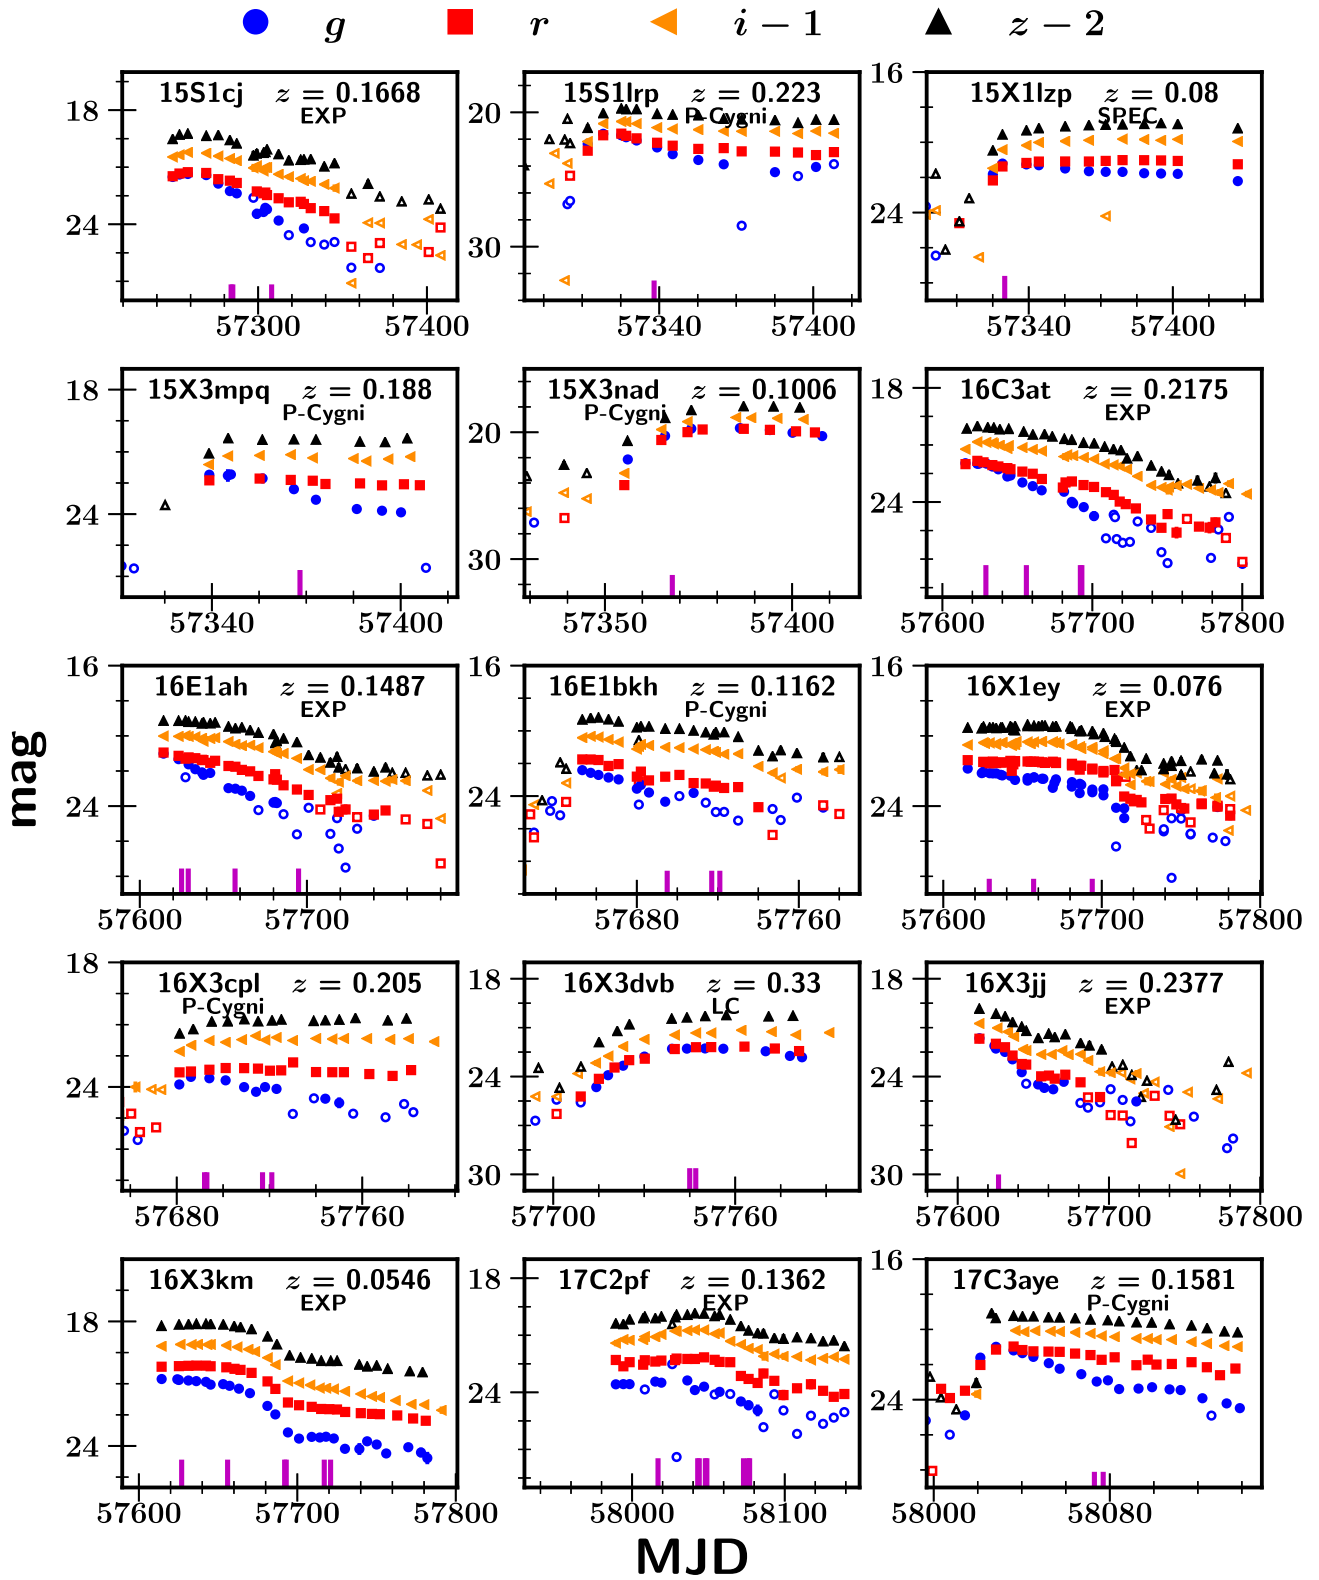 g r i − 1 z − 2
15S1cj z = 0.1668
EXP
18
24
57300 57400
15S1lrp z = 0.223
P-Cygni
20
30
57340 57400
15X1lzp z = 0.08
SPEC
16
24
57340 57400
15X3mpq z = 0.188
P-Cygni
18
24
57340 57400
15X3nad z = 0.1006
P-Cygni
20
30
57350 57400
16C3at z = 0.2175
EXP
18
24
57600 57700 57800
16E1ah z = 0.1487
EXP
16
24
57600 57700
16E1bkh z = 0.1162
P-Cygni
16
24
57680 57760
16X1ey z = 0.076
EXP
16
24
57600 57700 57800
16X3cpl z = 0.205
P-Cygni
18
24
57680 57760
16X3dvb z = 0.33
LC
18
24
30
57700 57760
16X3jj z = 0.2377
EXP
18
24
30
57600 57700 57800
16X3km z = 0.0546
EXP
18
24
57600 57700 57800
17C2pf z = 0.1362
EXP
18
24
58000 58100
17C3aye z = 0.1581
P-Cygni
16
24
58000 58080
mag
MJD